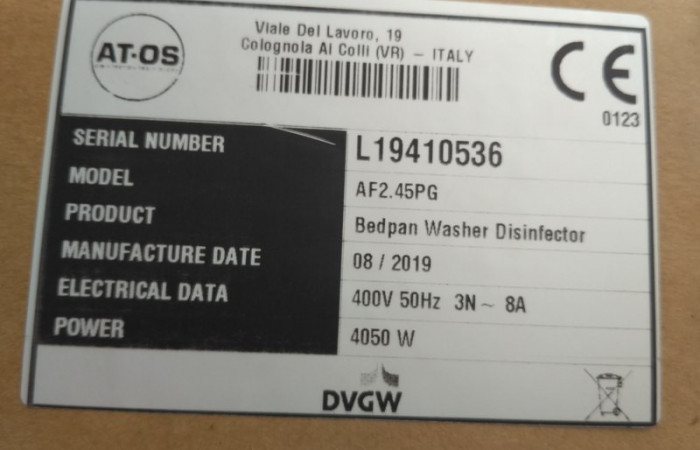 AT-OS
Viale Del Lavoro, 19
Colognola Ai Colli (VR) – ITALY
CE
0123
SERIAL NUMBER L19410536
MODEL AF2.45PG
PRODUCT Bedpan Washer Disinfector
MANUFACTURE DATE 08 / 2019
ELECTRICAL DATA 400V 50Hz 3N ~ 8A
POWER 4050 W
DVGW